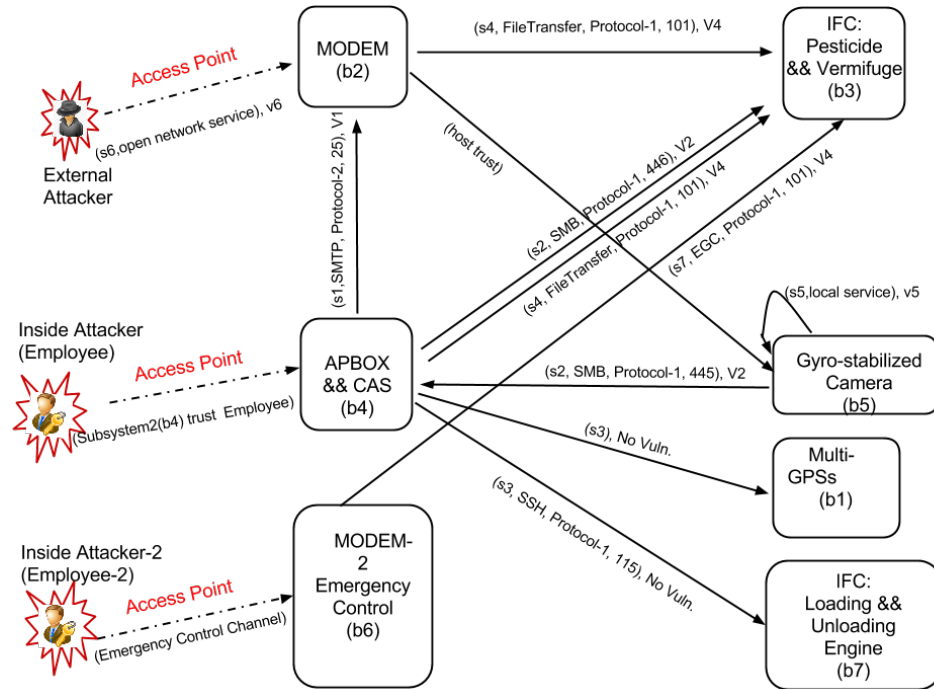 MODEM
(b2)
(s4, FileTransfer, Protocol-1, 101), V4
IFC:
Pesticide
&& Vermifuge
(b3)
Access Point
(s6,open network service), v6
External
Attacker
(s1,SMTP, Protocol-2, 25), V1
(host trust)
(s2, SMB, Protocol-1, 446), V2
(s4, FileTransfer, Protocol-1, 101), V4
(s7, EGC, Protocol-1, 101), V4
Inside Attacker
(Employee)
Access Point
(Subsystem2(b4) trust Employee)
APBOX
&& CAS
(b4)
(s5,local service), v5
(s2, SMB, Protocol-1, 445), V2
Gyro-stabilized
Camera
(b5)
(s3), No Vuln.
Multi-
GPSs
(b1)
(s3, SSH, Protocol-1, 115), No Vuln.
Inside Attacker-2
(Employee-2)
Access Point
(Emergency Control Channel)
MODEM-
2
Emergency
Control
(b6)
IFC:
Loading &&
Unloading
Engine
(b7)